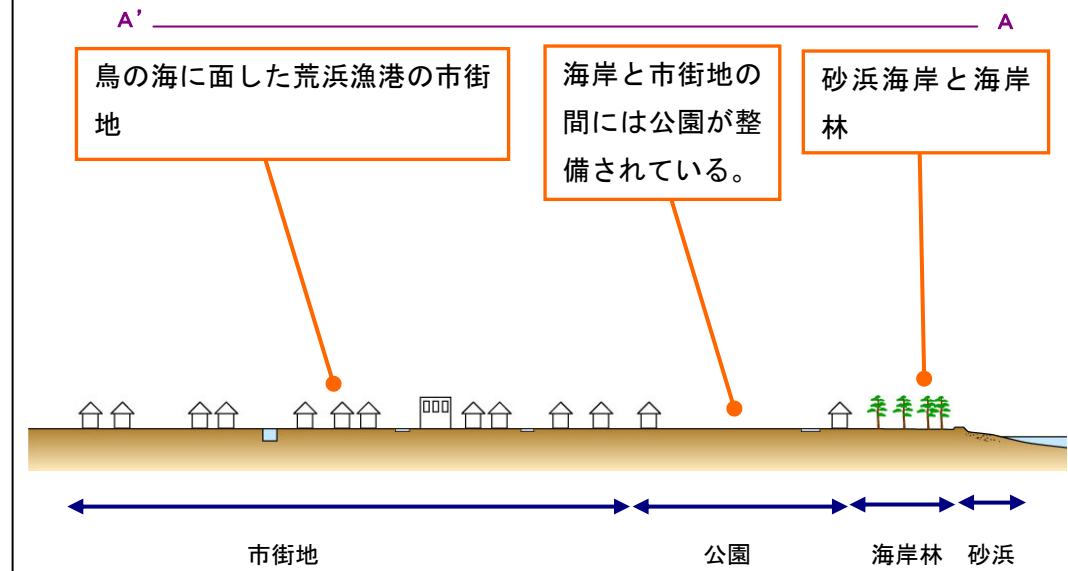 A' A
鳥の海に面した荒浜漁港の市街
地
海岸と市街地の
間には公園が整
備されている。
砂浜海岸と海岸
林
市街地 公園 海岸林 砂浜